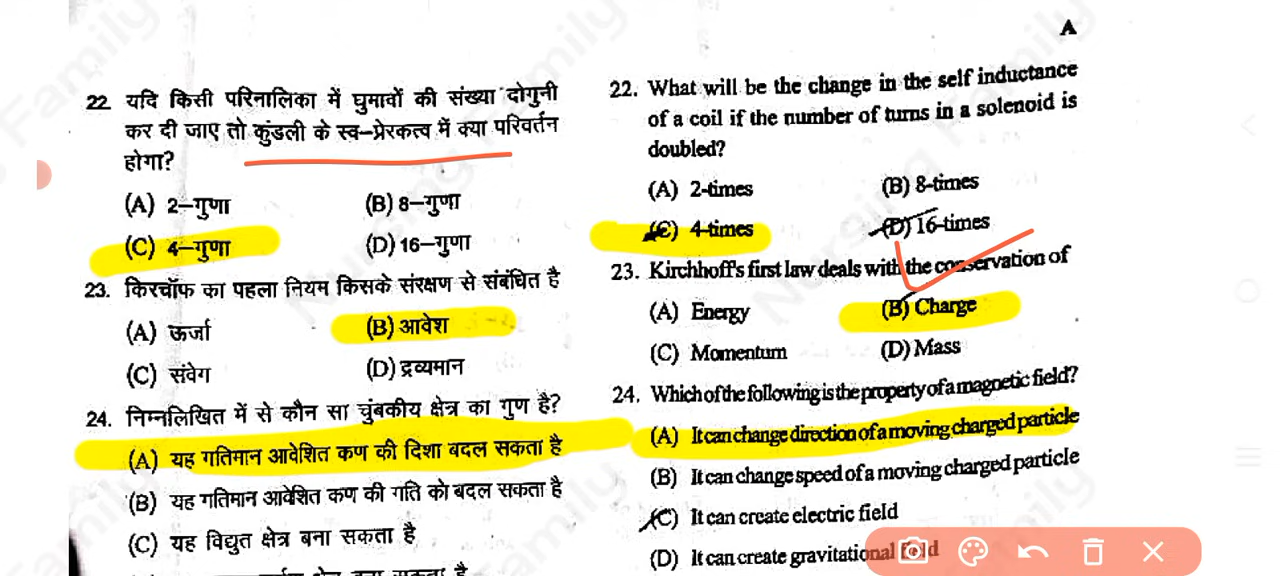 A
22 यदि किसी परिनालिका में घुमावों की संख्या दोगुनी
कर दी जाए तो कुंडली के स्व–प्रेरकत्व में क्या परिवर्तन
होगा?
(A) 2–गुणा
(B) 8–गुणा
(C) 4–गुणा
(D) 16–गुणा
23. किरचॉफ का पहला नियम किसके संरक्षण से संबंधित है
(A) ऊर्जा
(B) आवेश
(C) संवेग
(D) द्रव्यमान
24. निम्नलिखित में से कौन सा चुंबकीय क्षेत्र का गुण है?
(A) यह गतिमान आवेशित कण की दिशा बदल सकता है
(B) यह गतिमान आवेशित कण की गति को बदल सकता है
(C) यह विद्युत क्षेत्र बना सकता है
22. What will be the change in the self inductance
of a coil if the number of turns in a solenoid is
doubled?
(A) 2-times
(B) 8-times
(C) 4-times
(D) 16-times
23. Kirchhoff's first law deals with the conservation of
(A) Energy
(B) Charge
(C) Momentum
(D) Mass
24. Which of the following is the property of a magnetic field?
(A) It can change direction of a moving charged particle
(B) It can change speed of a moving charged particle
(C) It can create electric field
(D) It can create gravitational field